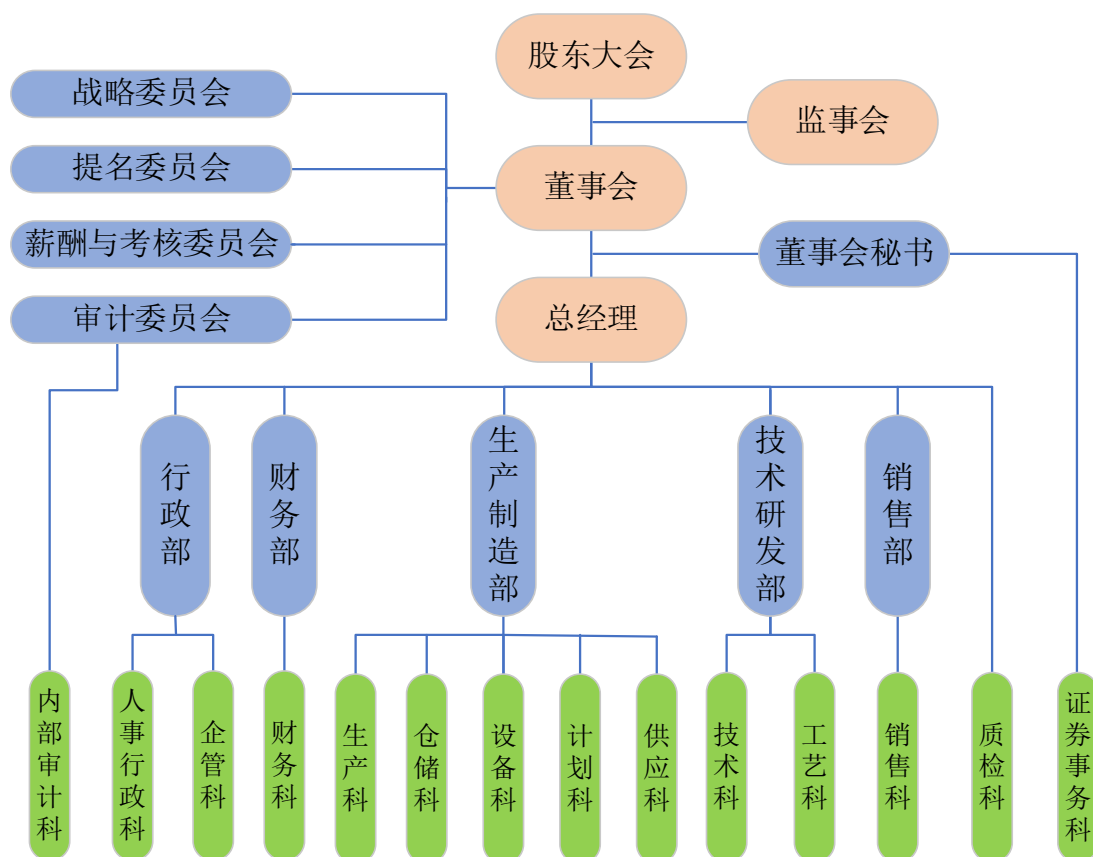 股东大会
战略委员会
监事会
提名委员会
董事会
薪酬与考核委员会
董事会秘书
审计委员会
总经理
行政部
财务部
生产制造部
技术研发部
销售部
内部审计科
人事行政科
企管科
财务科
生产科
仓储科
设备科
计划科
供应科
技术科
工艺科
销售科
质检科
证券事务科